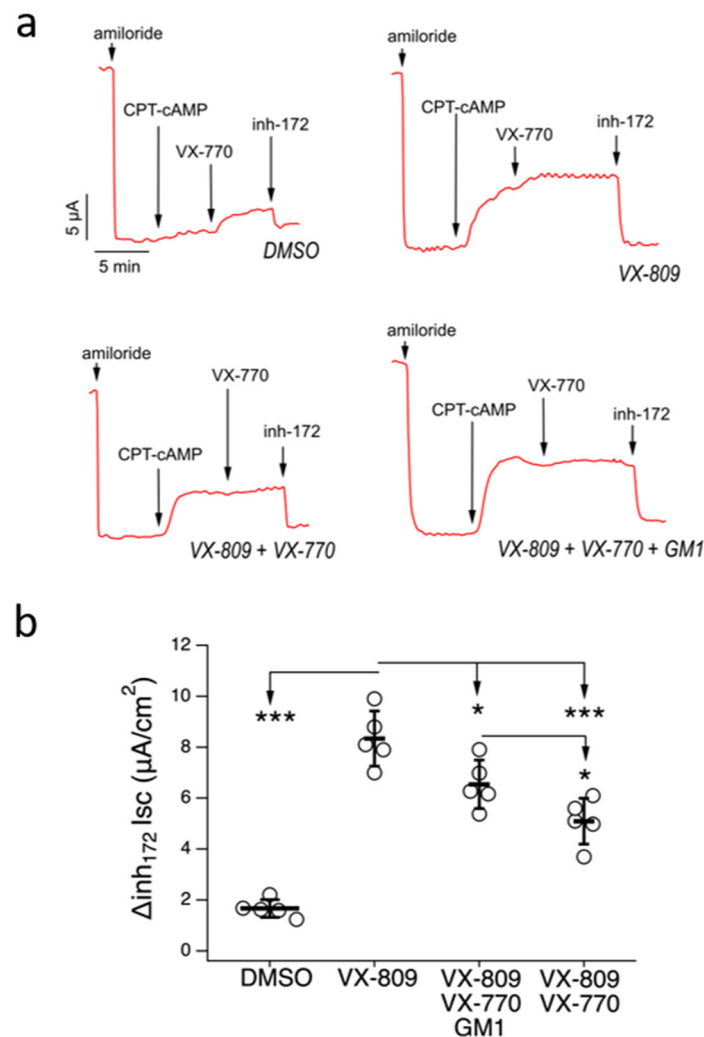 a
amiloride
CPT-cAMP
VX-770
inh-172
5 µA
5 min
DMSO
amiloride
CPT-cAMP
VX-770
inh-172
VX-809
amiloride
VX-770
CPT-cAMP
inh-172
VX-809 + VX-770
amiloride
VX-770
CPT-cAMP
inh-172
VX-809 + VX-770 + GM1
b
Δinh172 Isc (µA/cm²)
12
10
8
6
4
2
0
***
*
***
*
DMSO
VX-809
VX-809
VX-770
GM1
VX-809
VX-770